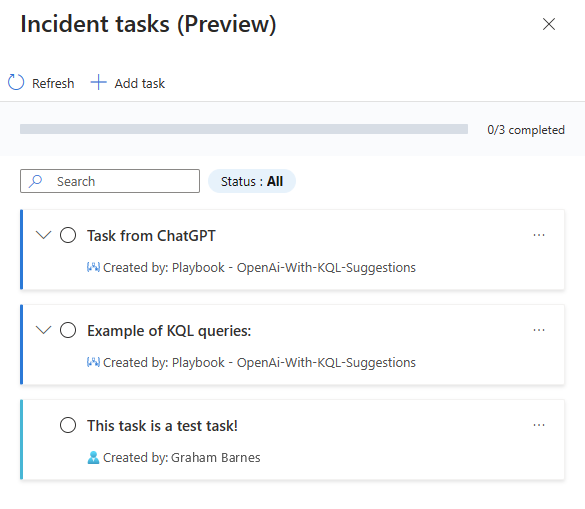 Incident tasks (Preview)
Refresh
Add task
0/3 completed
Search
Status : All
Task from ChatGPT
Created by: Playbook - OpenAi-With-KQL-Suggestions
Example of KQL queries:
Created by: Playbook - OpenAi-With-KQL-Suggestions
This task is a test task!
Created by: Graham Barnes